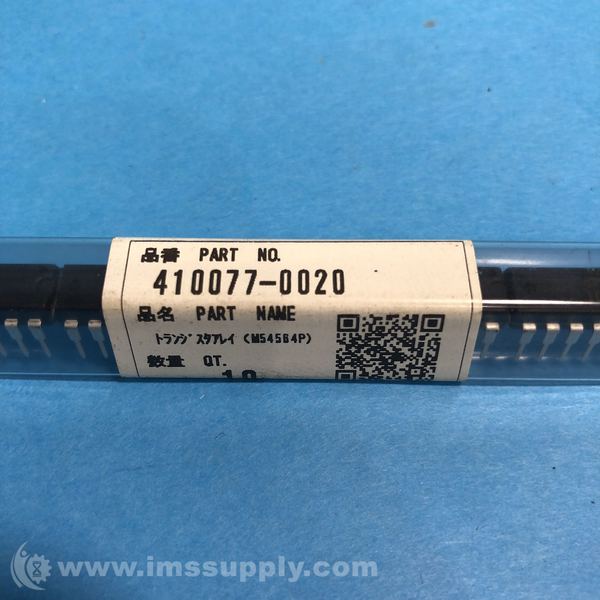 品番 PART NO.
410077-0020
品名 PART NAME
ﾄﾗﾝｼﾞｽﾀｱﾚｲ (M54564P)
数量 QT.
www.imssupply.com